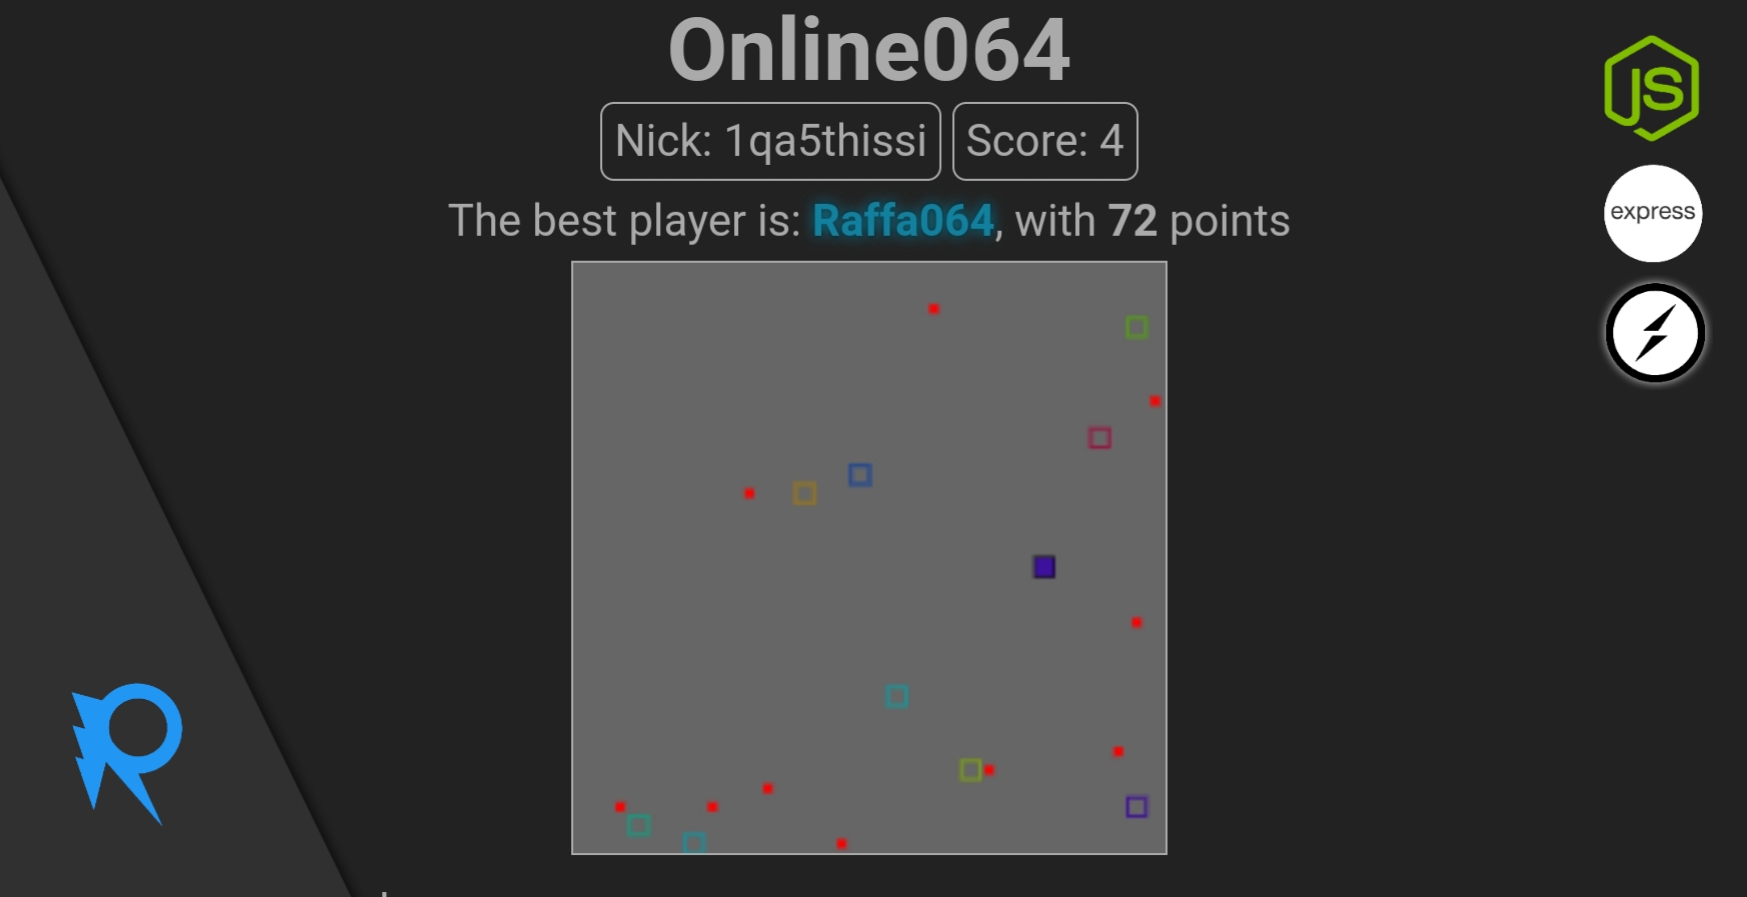 Online064
Nick: 1qa5thissi
Score: 4
The best player is: Raffa064, with 72 points
JS
express